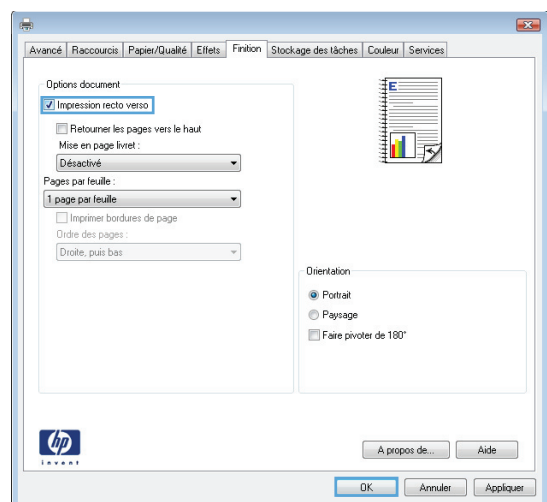 Avancé Raccourcis Papier/Qualité Effets Finition Stockage des tâches Couleur Services
Options document
Impression recto verso
Retourner les pages vers le haut
Mise en page livret :
Désactivé
Pages par feuille :
1 page par feuille
Imprimer bordures de page
Ordre des pages :
Droite, puis bas
E
Orientation
Portrait
Paysage
Faire pivoter de 180°
hp
invent
A propos de... Aide
OK Annuler Appliquer